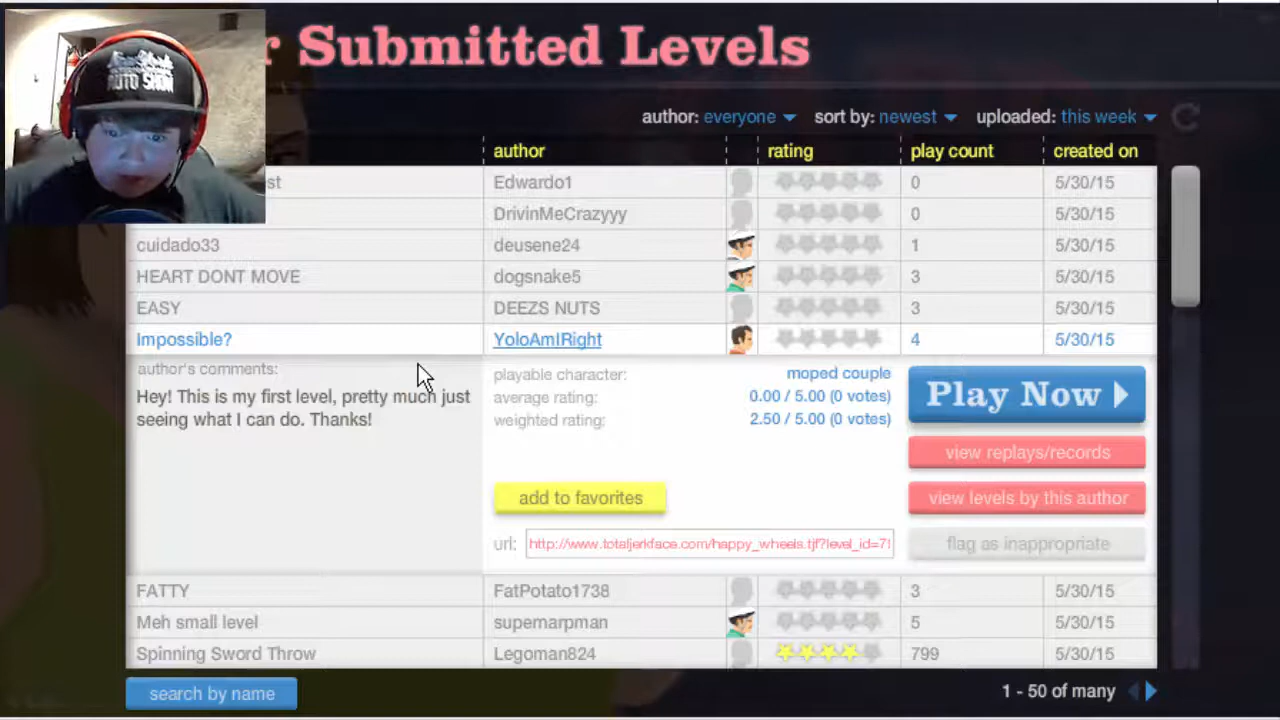 r Submitted Levels
AUTO SHOW
author: everyone sort by: newest uploaded: this week
author rating play count created on
st Edwardo1 0 5/30/15
DrivinMeCrazyyy 0 5/30/15
cuidado33 deusene24 1 5/30/15
HEART DONT MOVE dogsnake5 3 5/30/15
EASY DEEZS NUTS 3 5/30/15
Impossible? YoloAmIRight 4 5/30/15
author's comments:
Hey! This is my first level, pretty much just
seeing what I can do. Thanks!
playable character: moped couple
average rating: 0.00 / 5.00 (0 votes)
weighted rating: 2.50 / 5.00 (0 votes)
Play Now
view replays/records
add to favorites
view levels by this author
url: http://www.totaljerkface.com/happy_wheels.tjf?level_id=7!
flag as inappropriate
FATTY FatPotato1738 3 5/30/15
Meh small level supernarpman 5 5/30/15
Spinning Sword Throw Legoman824 799 5/30/15
search by name
1 - 50 of many